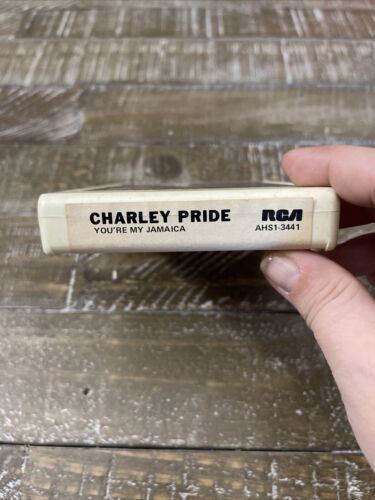 CHARLEY PRIDE RCA
YOU'RE MY JAMAICA AHS1-3441